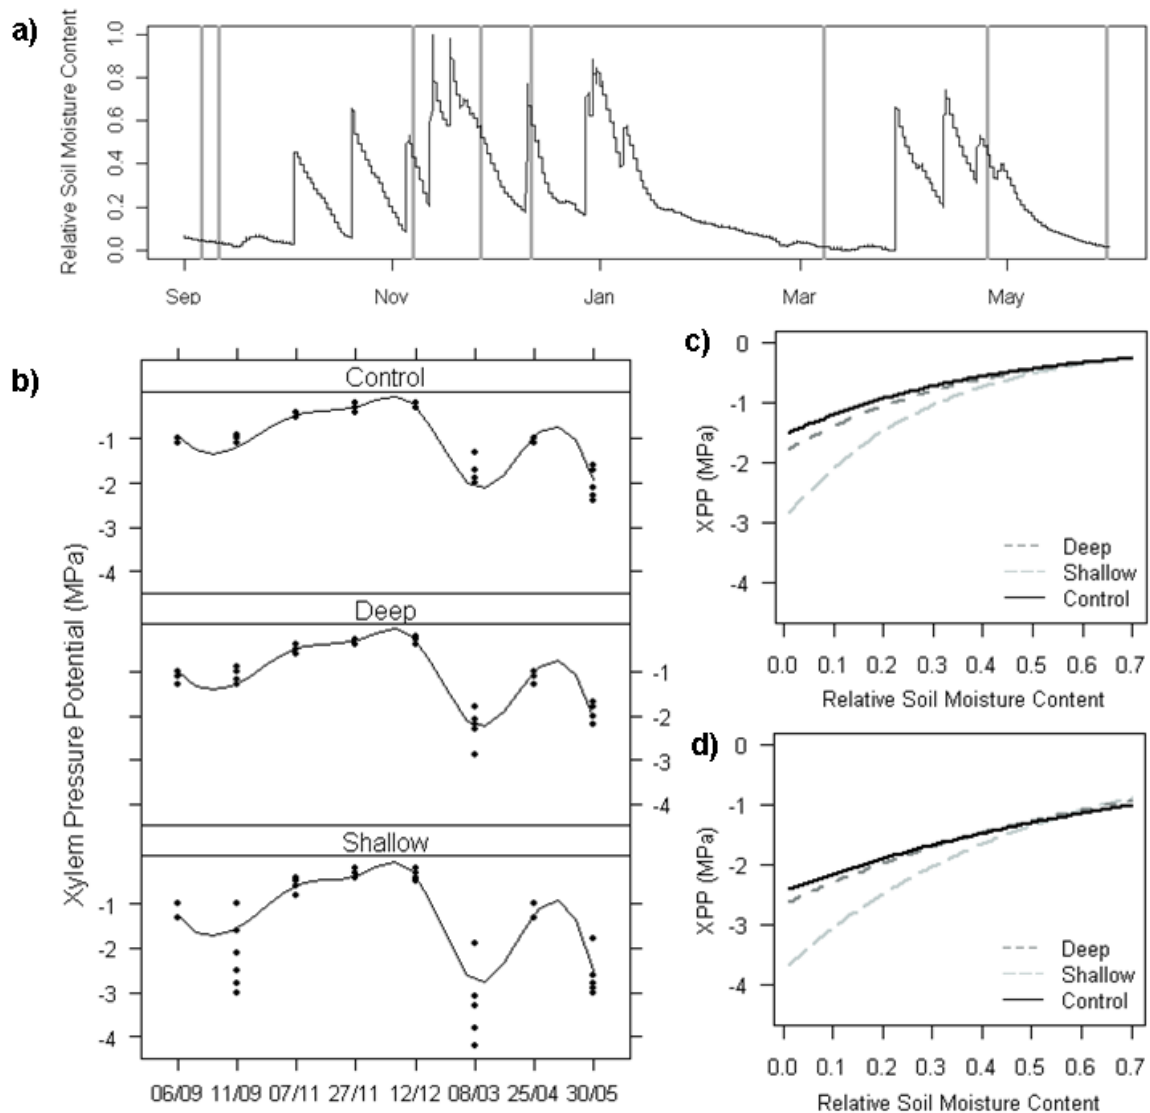 a)
Relative Soil Moisture Content
1.0
0.8
0.6
0.4
0.2
0.0
Sep
Nov
Jan
Mar
May
b)
Xylem Pressure Potential (MPa)
Control
-1
-2
-3
-4
Deep
-1
-2
-3
-4
Shallow
-1
-2
-3
-4
06/09 11/09 07/11 27/11 12/12 08/03 25/04 30/05
c)
XPP (MPa)
0
-1
-2
-3
-4
Deep
Shallow
Control
0.0 0.1 0.2 0.3 0.4 0.5 0.6 0.7
Relative Soil Moisture Content
d)
XPP (MPa)
0
-1
-2
-3
-4
Deep
Shallow
Control
0.0 0.1 0.2 0.3 0.4 0.5 0.6 0.7
Relative Soil Moisture Content